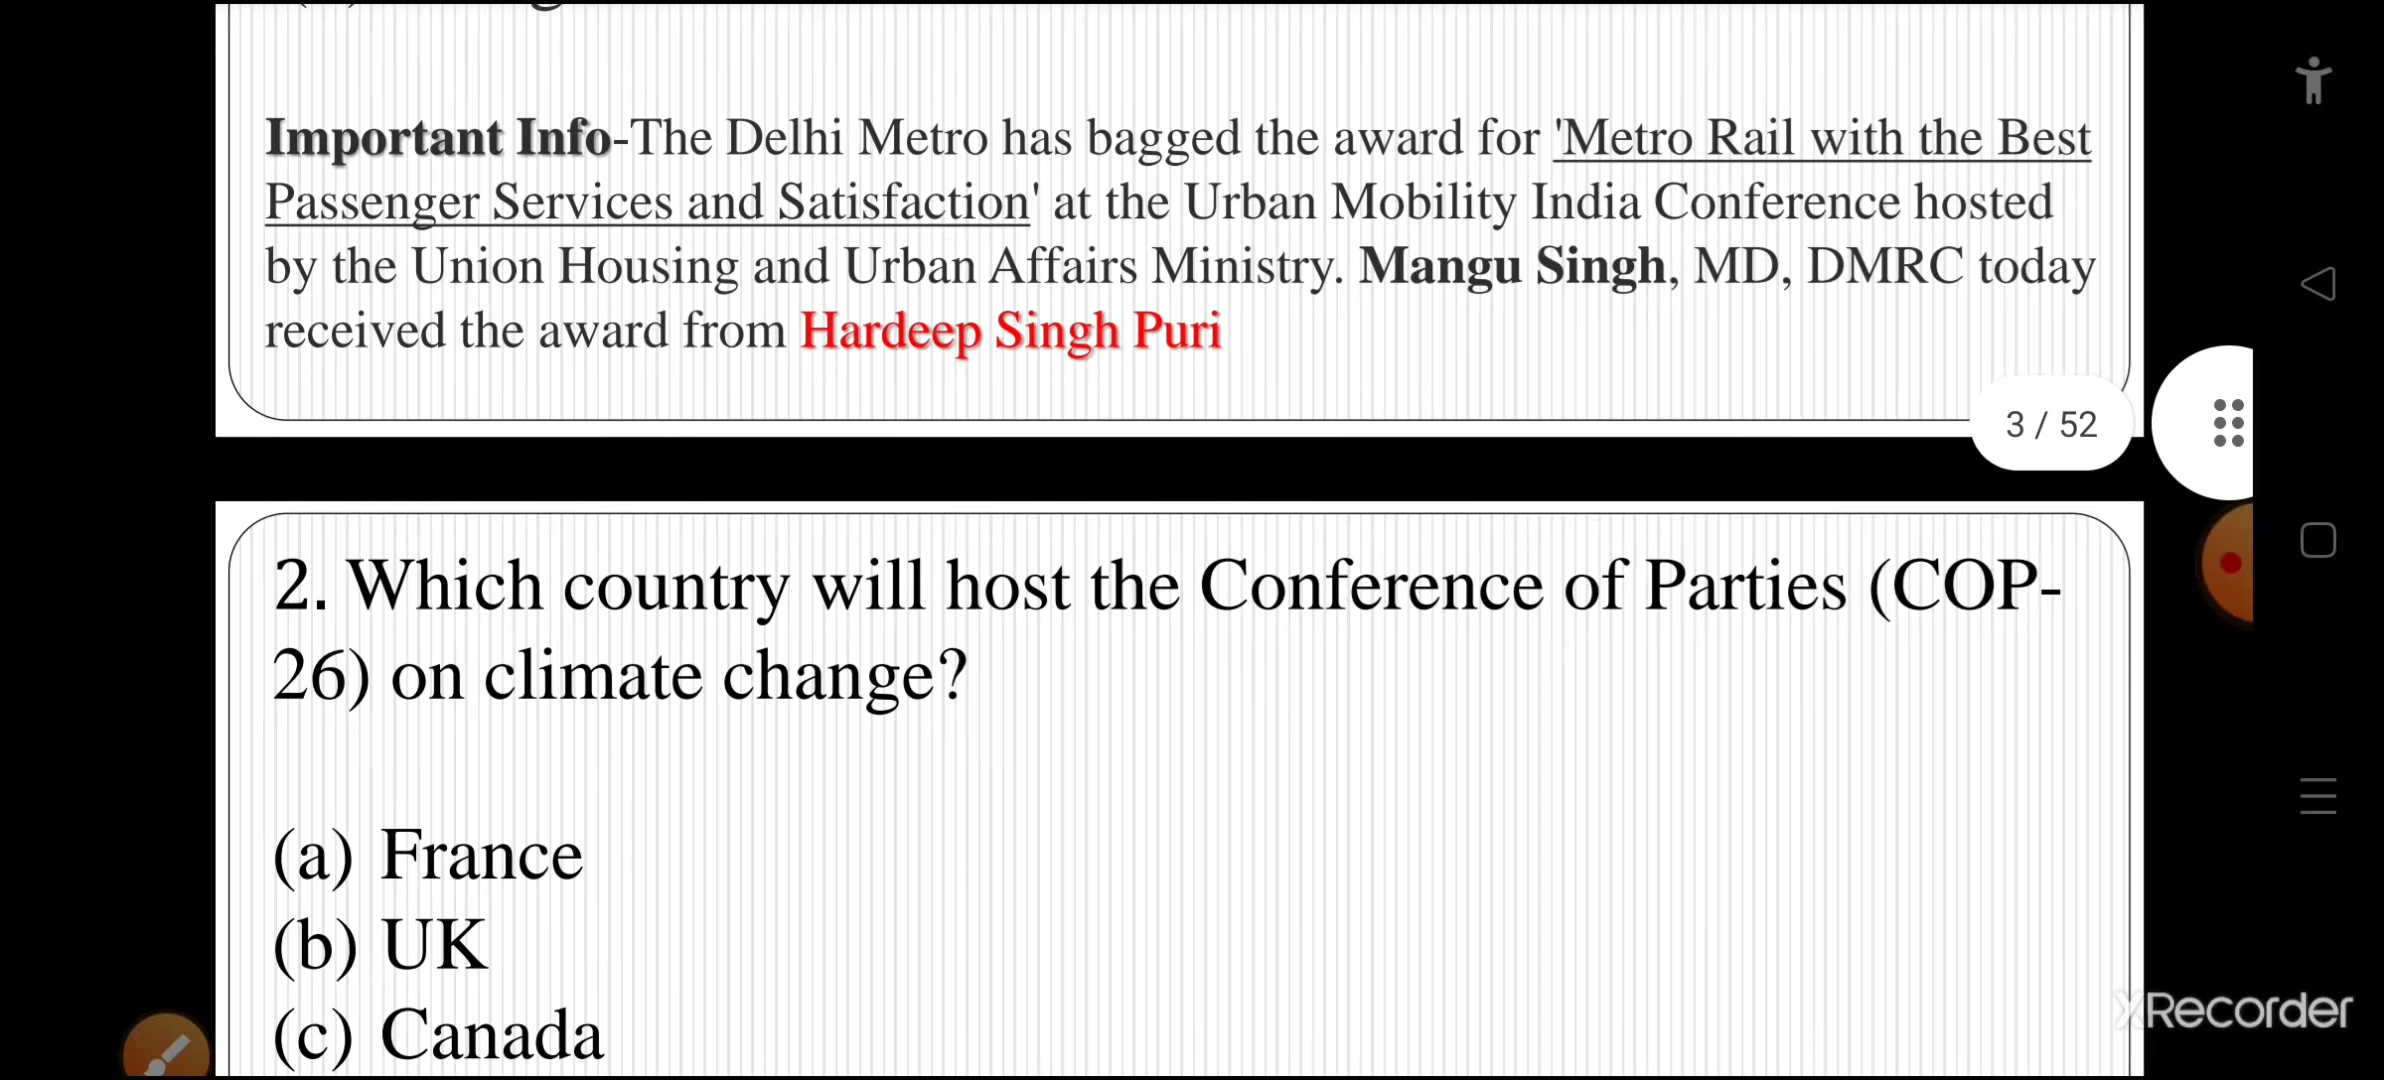 Important Info-The Delhi Metro has bagged the award for 'Metro Rail with the Best
Passenger Services and Satisfaction' at the Urban Mobility India Conference hosted
by the Union Housing and Urban Affairs Ministry. Mangu Singh, MD, DMRC today
received the award from Hardeep Singh Puri
3 / 52
2. Which country will host the Conference of Parties (COP-
26) on climate change?
(a) France
(b) UK
(c) Canada
XRecorder